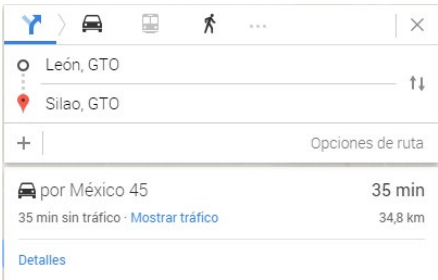 León, GTO
Silao, GTO
Opciones de ruta
por México 45 35 min
35 min sin tráfico · Mostrar tráfico 34,8 km
Detalles